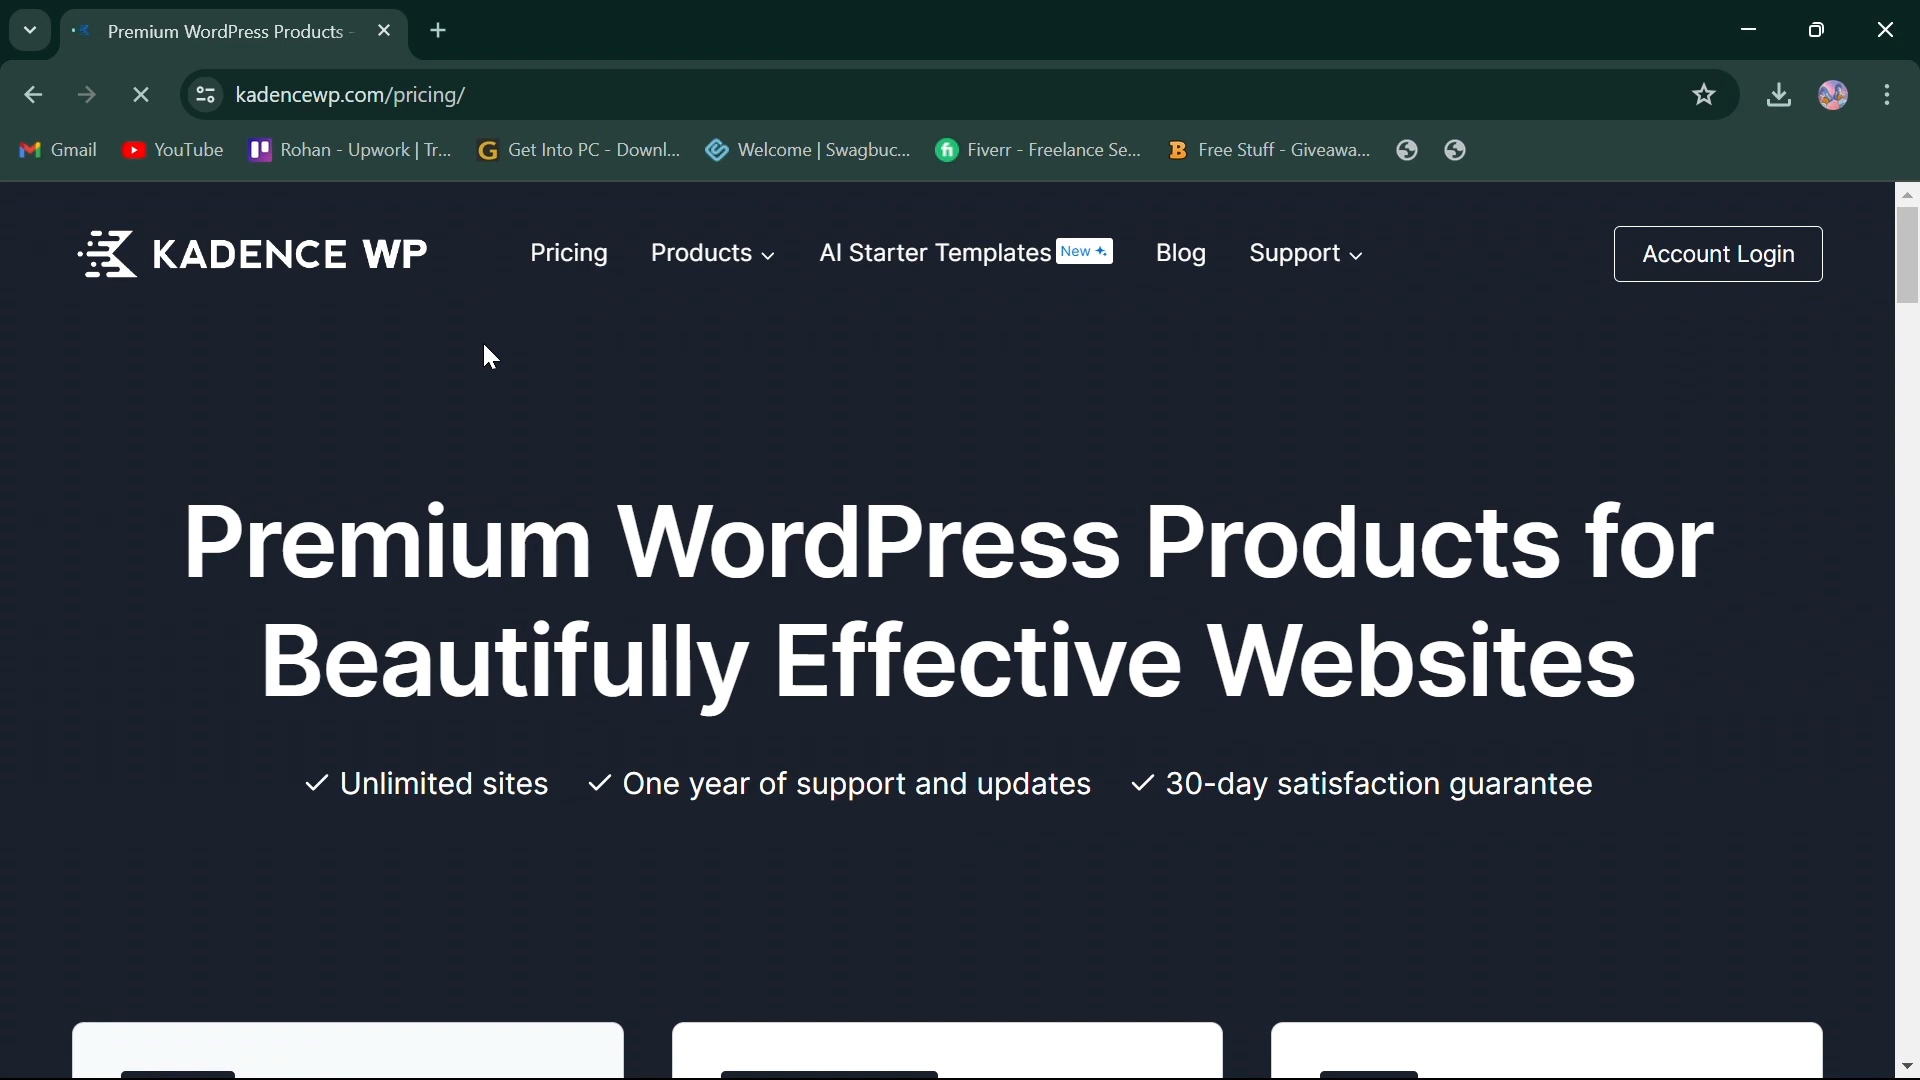 Premium WordPress Products -
kadencewp.com/pricing/
Gmail YouTube Rohan - Upwork | Tr... Get Into PC - Downl... Welcome | Swagbuc... Fiverr - Freelance Se... Free Stuff - Giveawa...
KADENCE WP Pricing Products AI Starter Templates New Blog Support Account Login
Premium WordPress Products for
Beautifully Effective Websites
✓ Unlimited sites ✓ One year of support and updates ✓ 30-day satisfaction guarantee